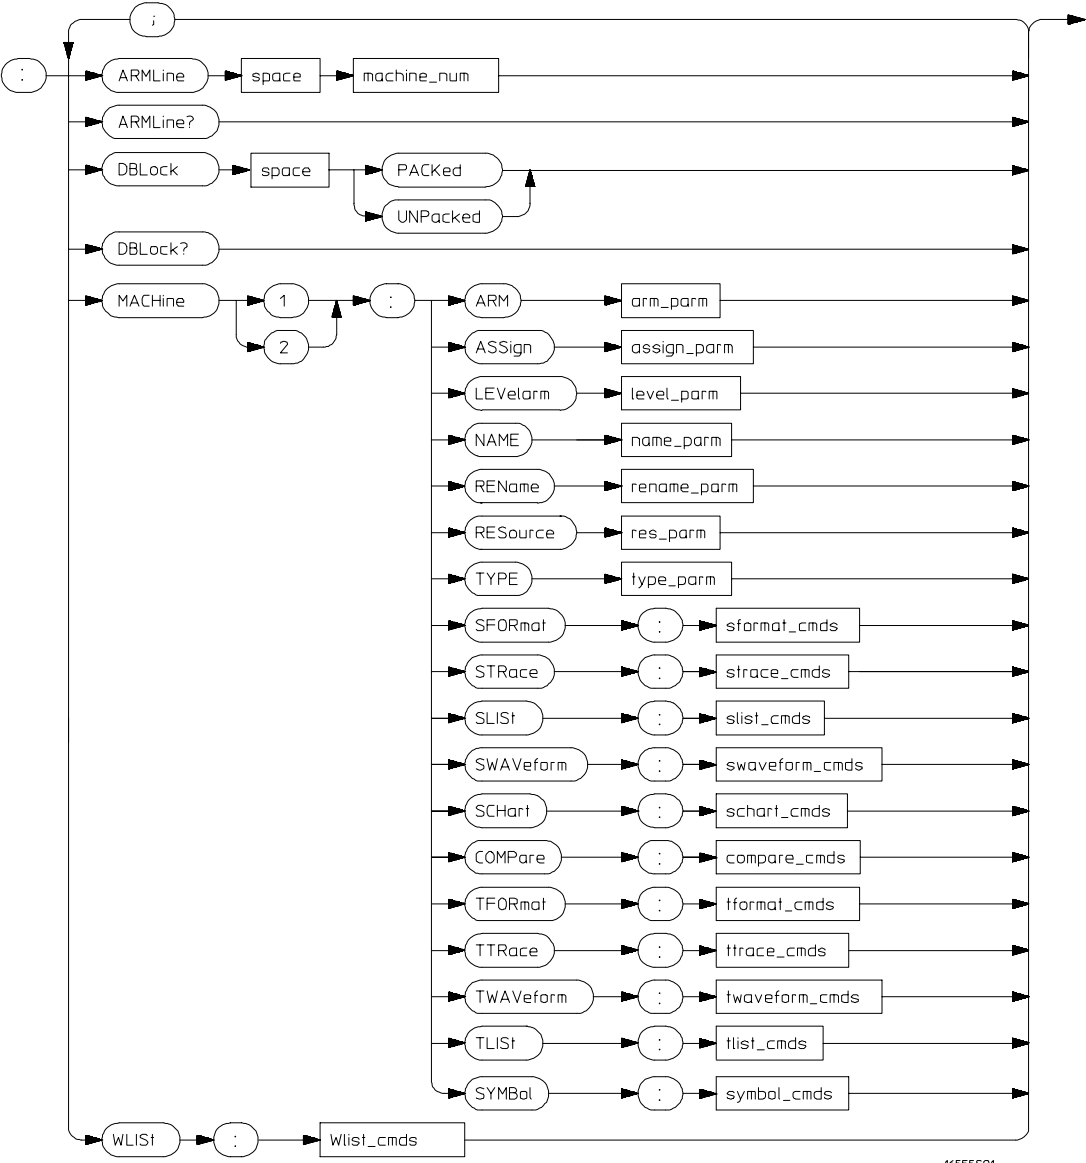 ;
: ARMLine space machine_num
ARMLine?
DBLock space PACKed
UNPacked
DBLock?
MACHine 1 : ARM arm_parm
2 ASSign assign_parm
LEVelarm level_parm
NAME name_parm
REName rename_parm
RESource res_parm
TYPE type_parm
SFORmat : sformat_cmds
STRace : strace_cmds
SLISt : slist_cmds
SWAVeform : swaveform_cmds
SCHart : schart_cmds
COMPare : compare_cmds
TFORmat : tformat_cmds
TTRace : ttrace_cmds
TWAVeform : twaveform_cmds
TLISt : tlist_cmds
SYMBol : symbol_cmds
WLISt : Wlist_cmds